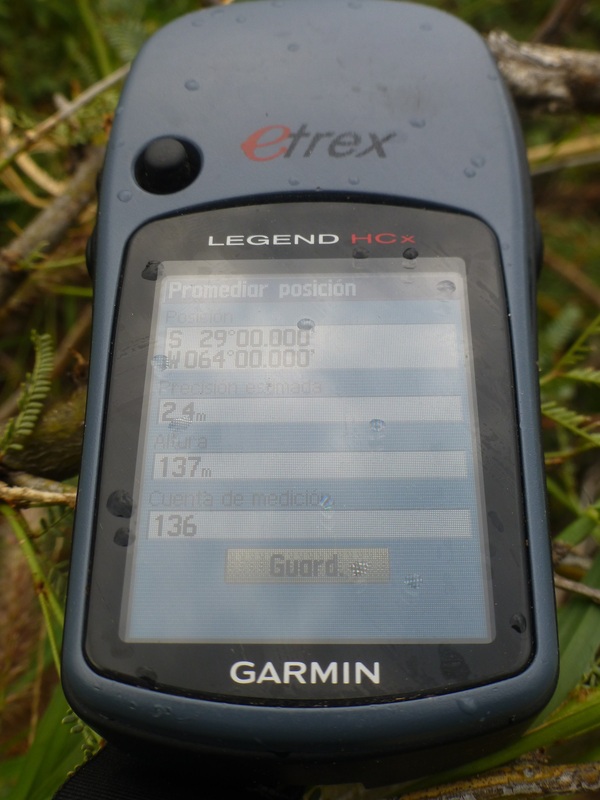 etrex
LEGEND HCx
Promediar posición
Posición
S 29°00.000'
W064°00.000'
Precisión estimada
2.4m
Altura
137m
Cuenta de medición
136
Guard.
GARMIN